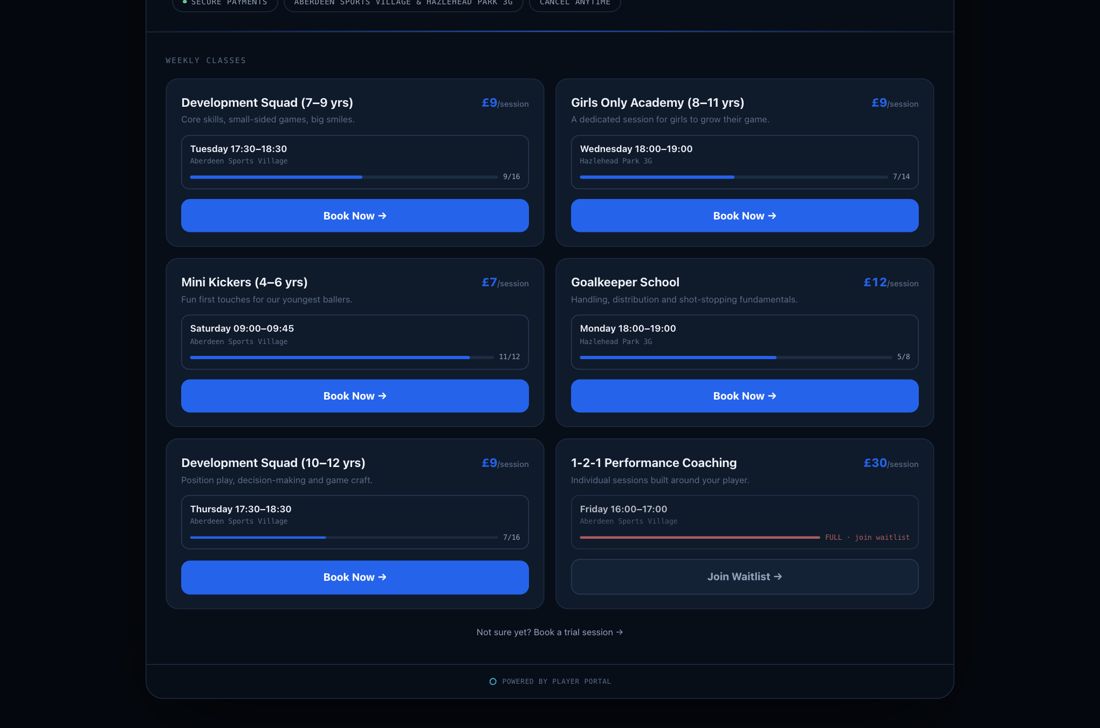 SECURE PAYMENTS
ABERDEEN SPORTS VILLAGE & HAZLEHEAD PARK 3G
CANCEL ANYTIME
WEEKLY CLASSES
Development Squad (7–9 yrs)
£9/session
Core skills, small-sided games, big smiles.
Tuesday 17:30–18:30
Aberdeen Sports Village
9/16
Book Now →
Girls Only Academy (8–11 yrs)
£9/session
A dedicated session for girls to grow their game.
Wednesday 18:00–19:00
Hazlehead Park 3G
7/14
Book Now →
Mini Kickers (4–6 yrs)
£7/session
Fun first touches for our youngest ballers.
Saturday 09:00–09:45
Aberdeen Sports Village
11/12
Book Now →
Goalkeeper School
£12/session
Handling, distribution and shot-stopping fundamentals.
Monday 18:00–19:00
Hazlehead Park 3G
5/8
Book Now →
Development Squad (10–12 yrs)
£9/session
Position play, decision-making and game craft.
Thursday 17:30–18:30
Aberdeen Sports Village
7/16
Book Now →
1-2-1 Performance Coaching
£30/session
Individual sessions built around your player.
Friday 16:00–17:00
Aberdeen Sports Village
FULL · join waitlist
Join Waitlist →
Not sure yet? Book a trial session →
POWERED BY PLAYER PORTAL